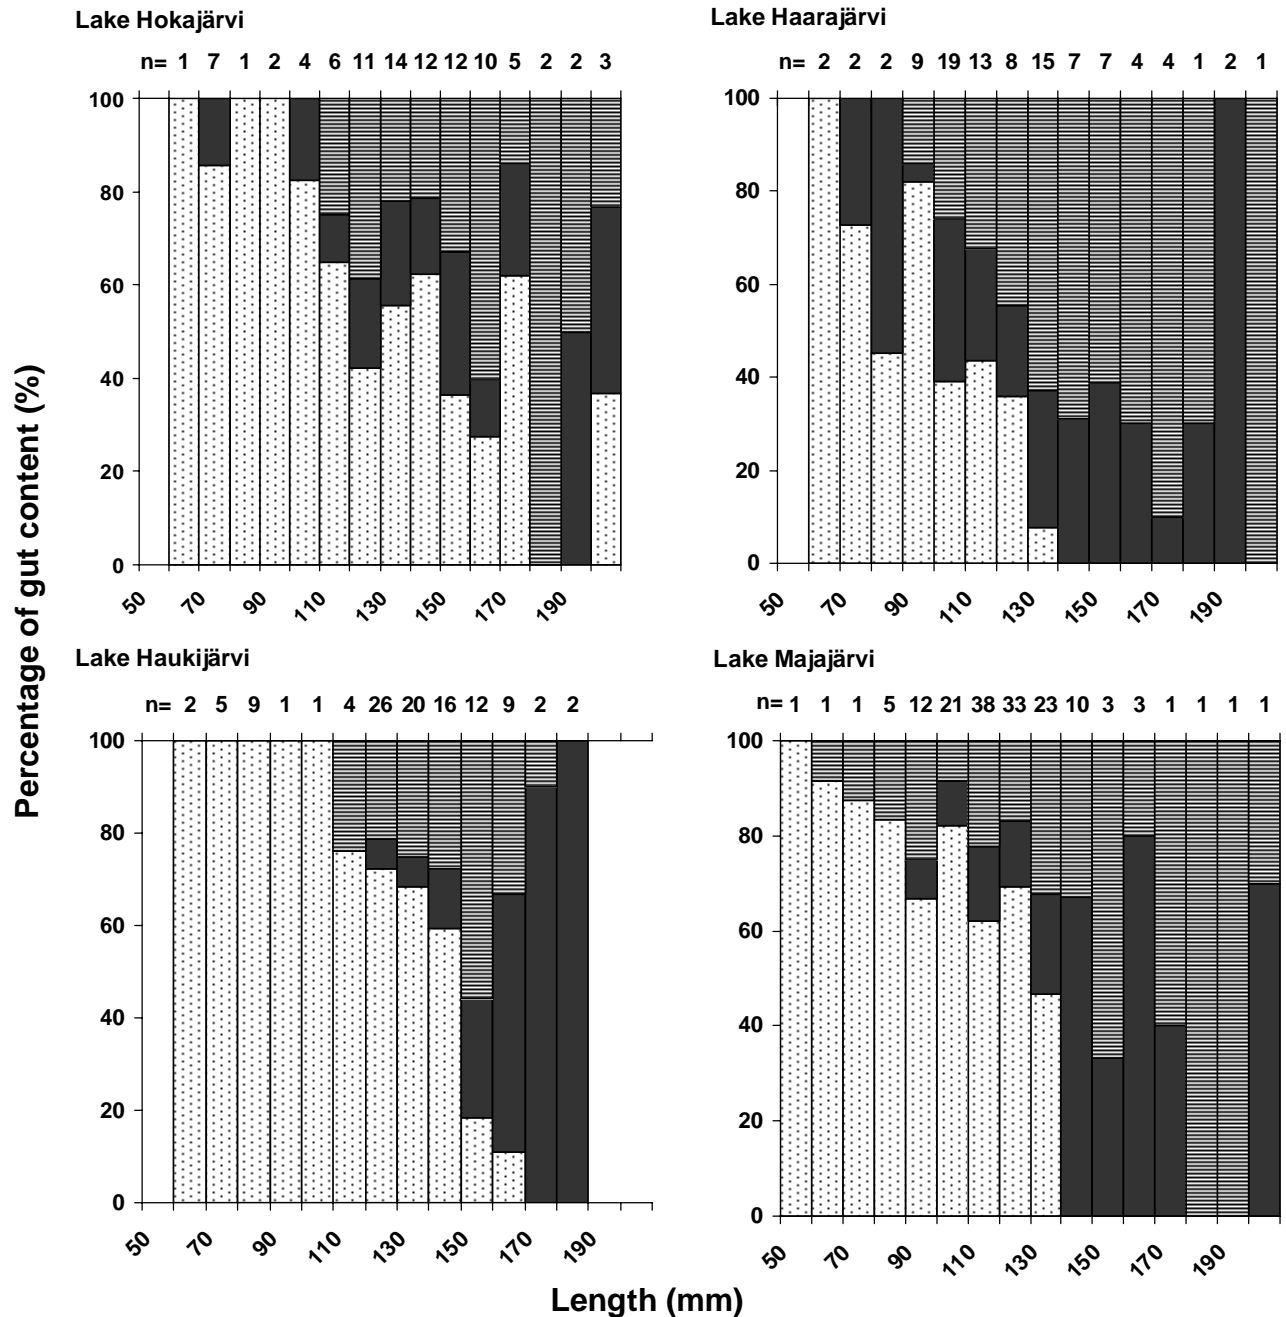 Lake Hokajärvi
n= 1 7 1 2 4 6 11 14 12 12 10 5 2 2 3
100
80
60
40
20
0
50 70 90 110 130 150 170 190
Lake Haarajärvi
n= 2 2 2 9 19 13 8 15 7 7 4 4 1 2 1
100
80
60
40
20
0
50 70 90 110 130 150 170 190
Percentage of gut content (%)
Lake Haukijärvi
n= 2 5 9 1 1 4 26 20 16 12 9 2 2
100
80
60
40
20
0
50 70 90 110 130 150 170 190
Lake Majajärvi
n= 1 1 1 5 12 21 38 33 23 10 3 3 1 1 1 1
100
80
60
40
20
0
50 70 90 110 130 150 170 190
Length (mm)